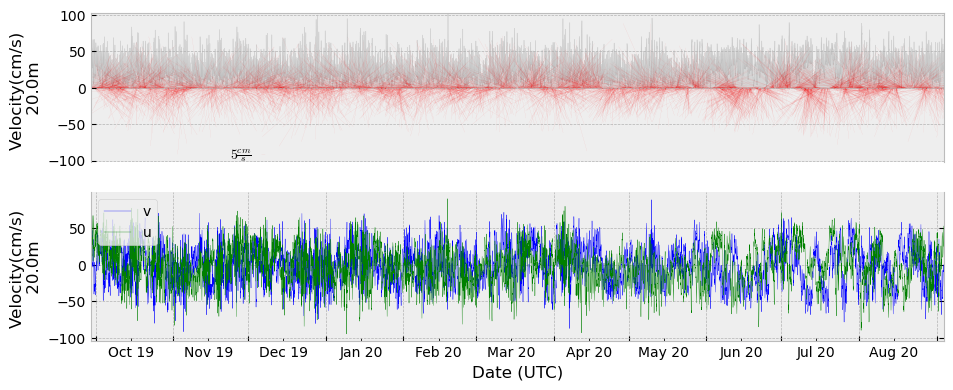 Velocity(cm/s)
20.0m
100
50
0
−50
−100
5 cm/s
Velocity(cm/s)
20.0m
v
u
50
0
−50
−100
Oct 19 Nov 19 Dec 19 Jan 20 Feb 20 Mar 20 Apr 20 May 20 Jun 20 Jul 20 Aug 20
Date (UTC)